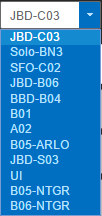 JBD-C03
JBD-C03
Solo-BN3
SFO-C02
JBD-B06
BBD-B04
B01
A02
B05-ARLO
JBD-S03
UI
B05-NTGR
B06-NTGR